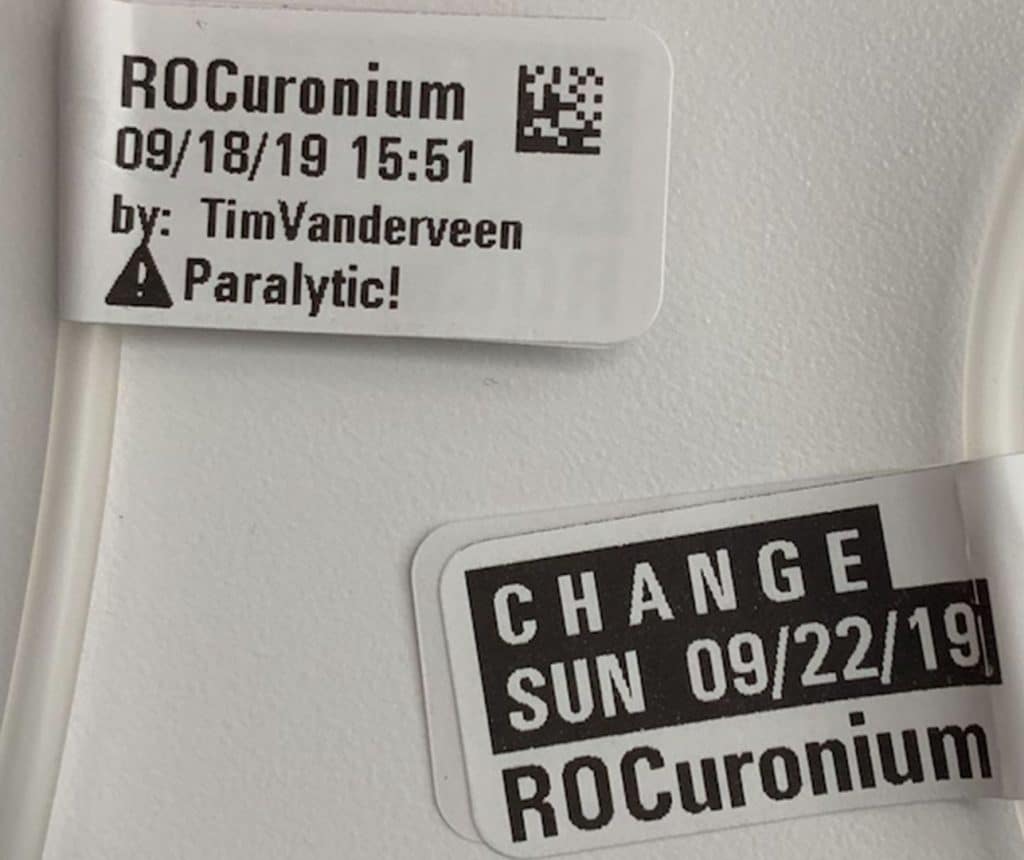 ROCuronium
09/18/19 15:51
by: TimVanderveen
Paralytic!
CHANGE
SUN 09/22/19
ROCuronium